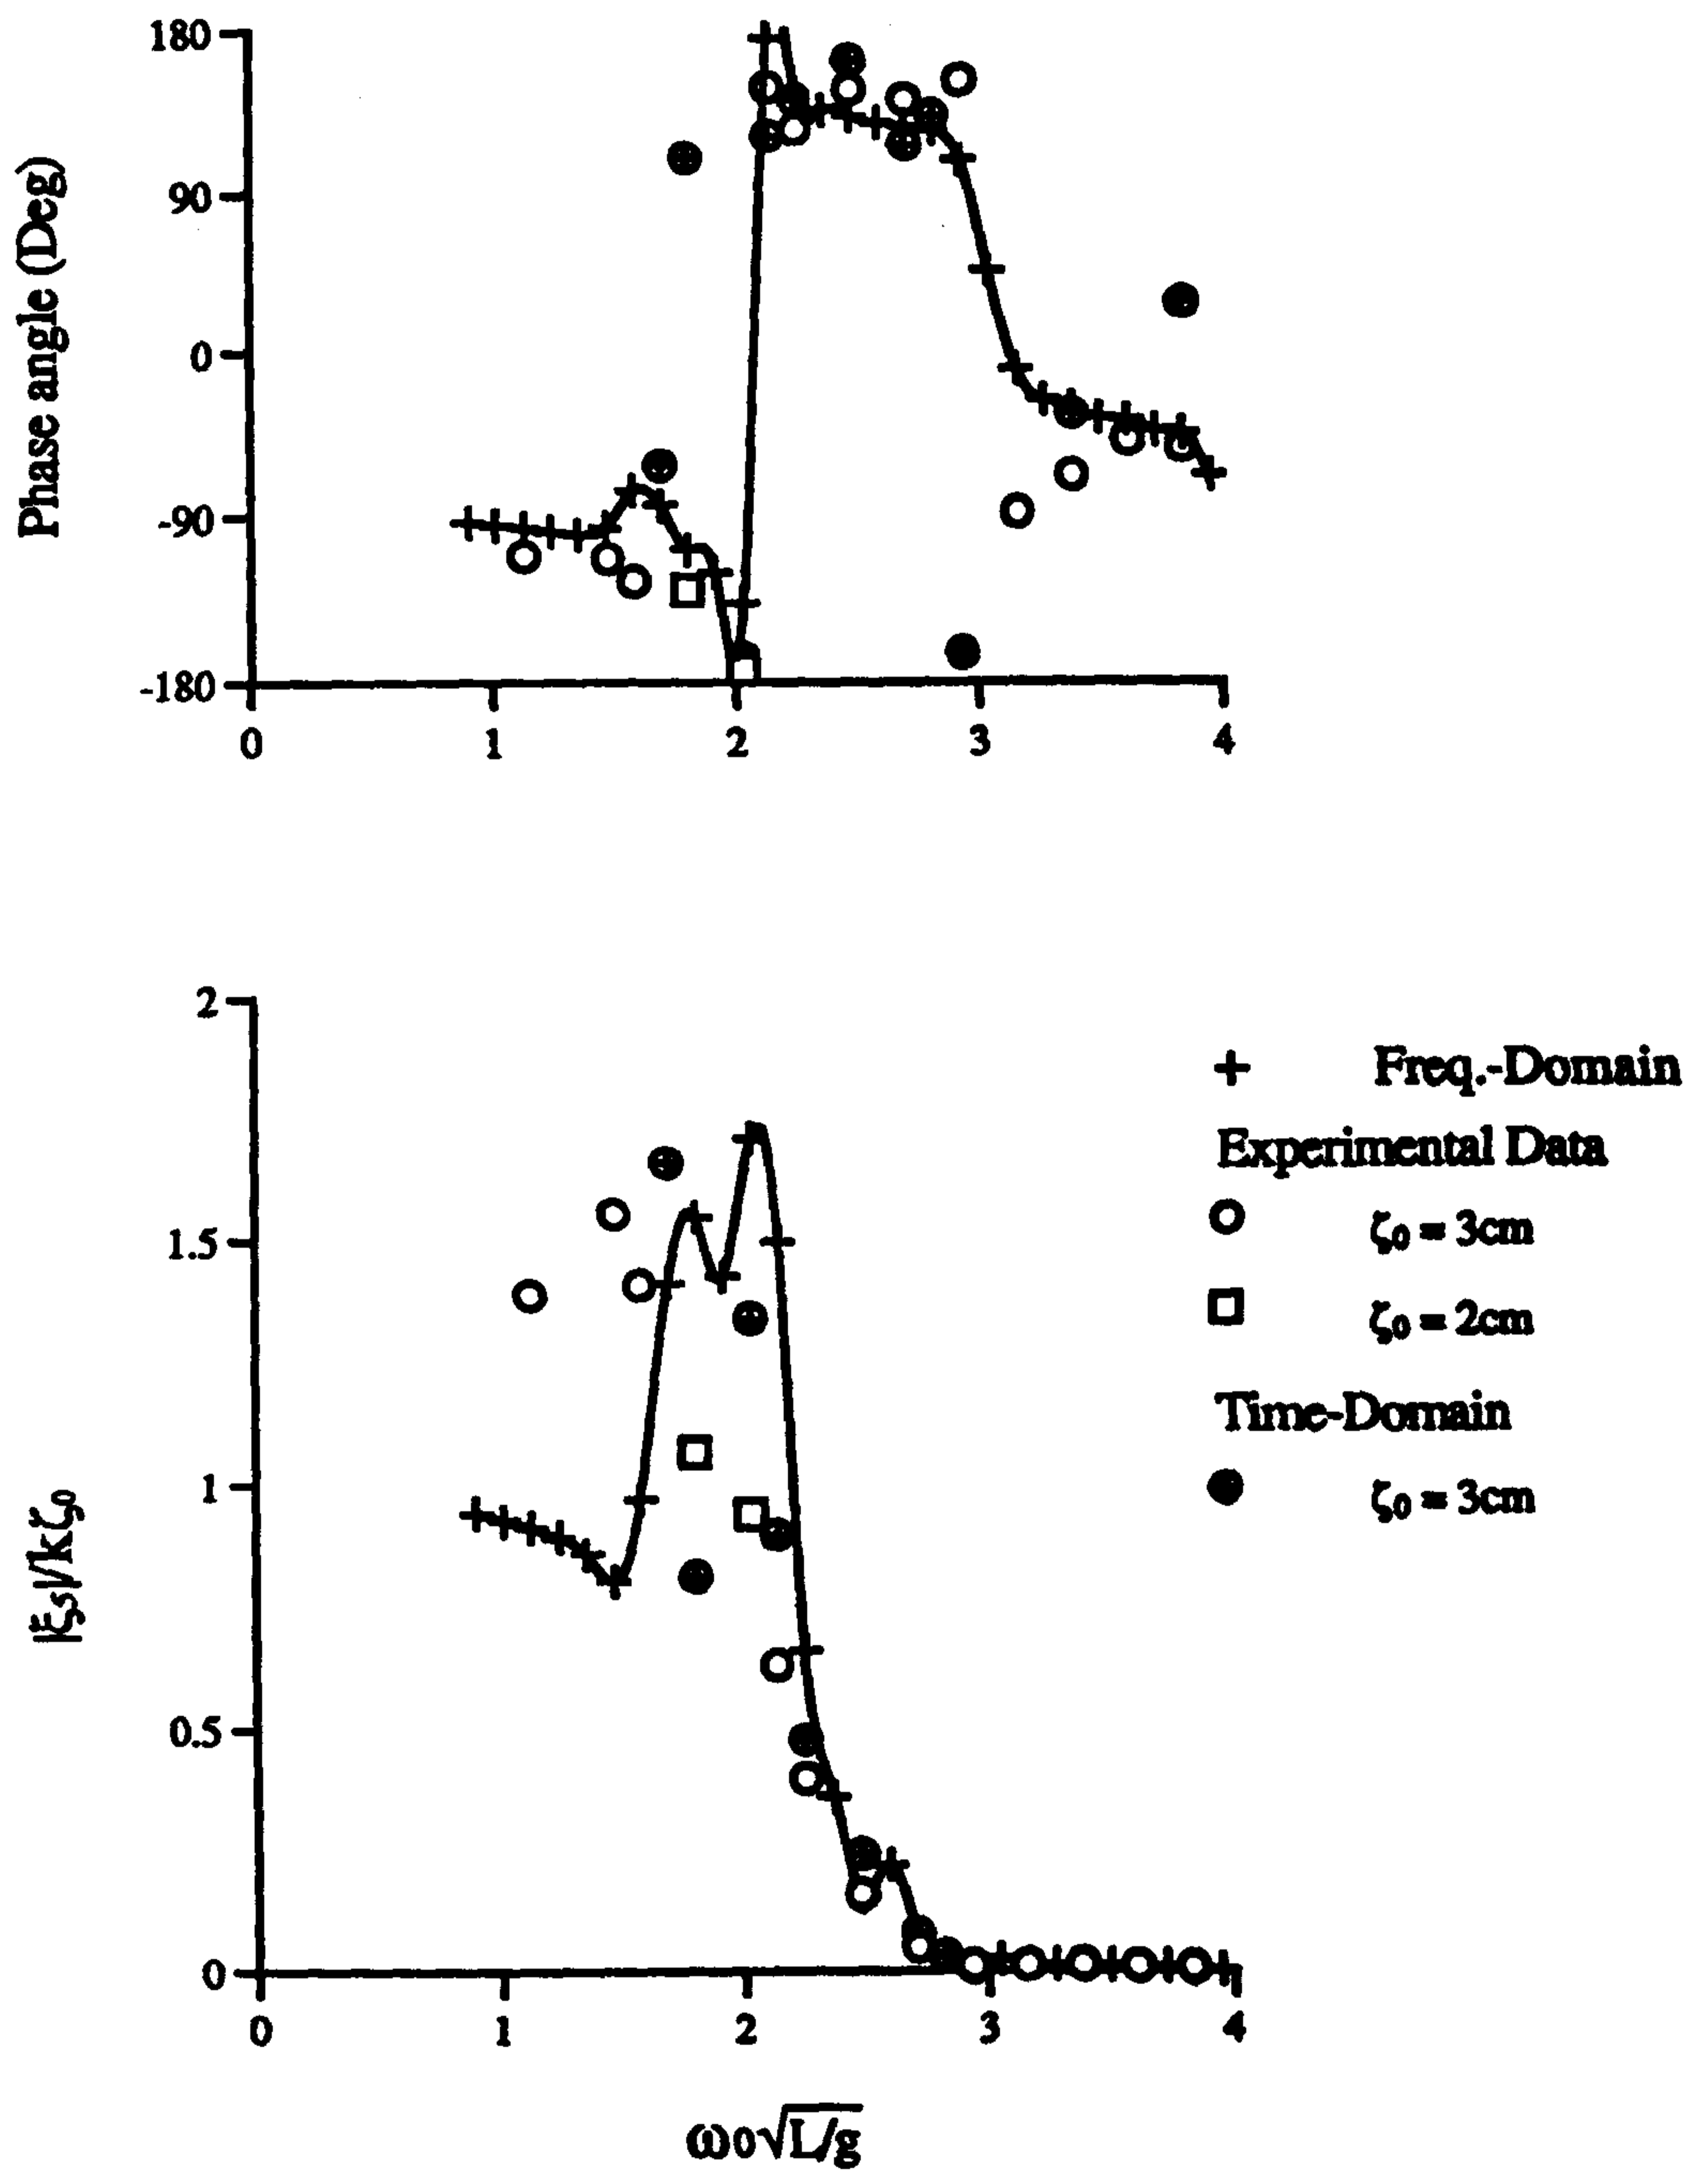 180
90
0
-90
-180
Phase angle (Deg)
0 1 2 3 4
2
1.5
1
0.5
0
|ξ5|/kζ0
0 1 2 3 4
ω0√L/g
+ Freq.-Domain
Experimental Data
ζ0 = 3cm
ζ0 = 2cm
Time-Domain
ζ0 = 3cm